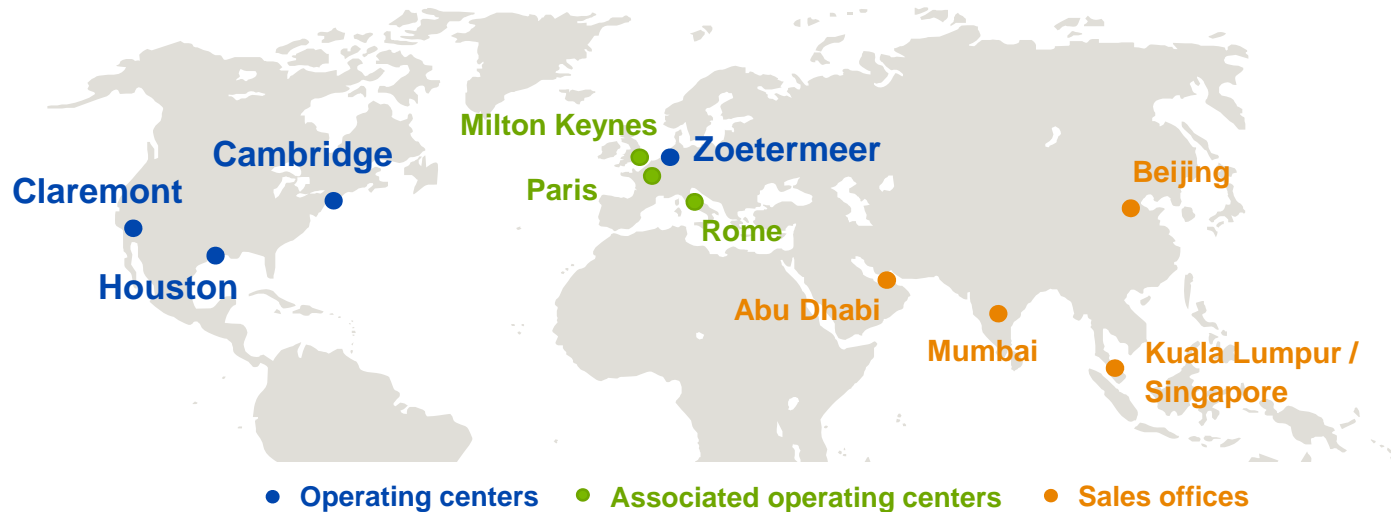 Milton Keynes
Cambridge
Zoetermeer
Claremont
Paris
Beijing
Rome
Houston
Abu Dhabi
Mumbai
Kuala Lumpur /
Singapore
Operating centers
Associated operating centers
Sales offices